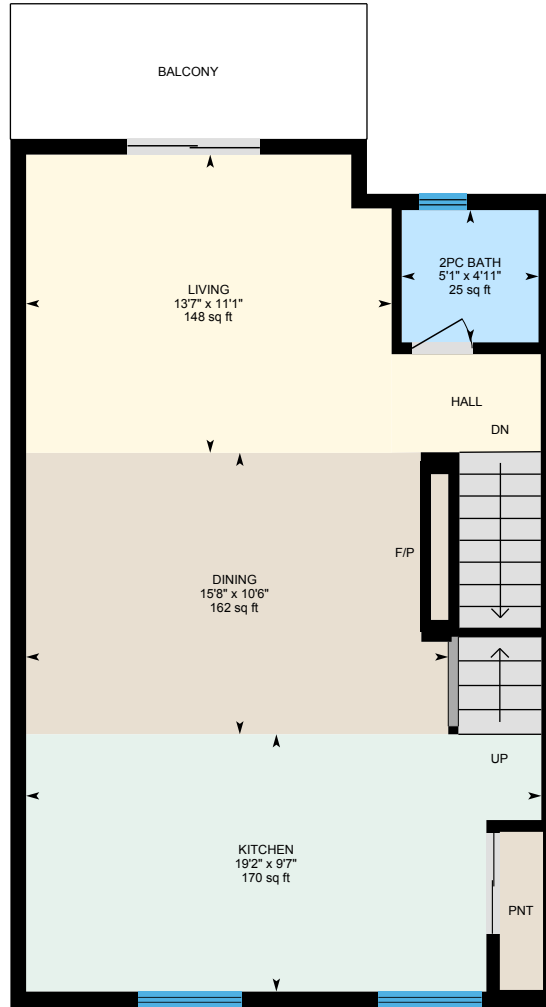 BALCONY
2PC BATH
5'1" x 4'11"
25 sq ft
LIVING
13'7" x 11'1"
148 sq ft
HALL
DN
F/P
DINING
15'8" x 10'6"
162 sq ft
UP
KITCHEN
19'2" x 9'7"
170 sq ft
PNT